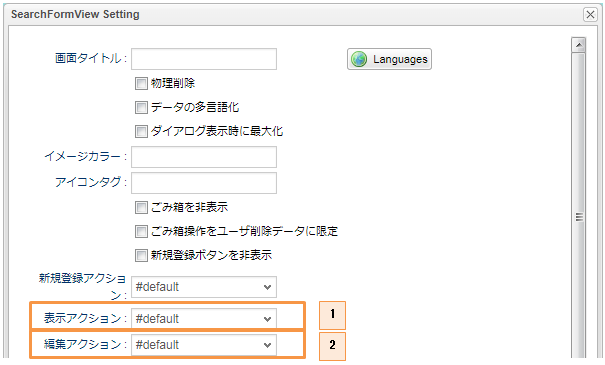 SearchFormView Setting
画面タイトル :
Languages
物理削除
データの多言語化
ダイアログ表示時に最大化
イメージカラー :
アイコンタグ :
ごみ箱を非表示
ごみ箱操作をユーザ削除データに限定
新規登録ボタンを非表示
新規登録アクショ
ン :
#default
表示アクション : #default
1
編集アクション : #default
2